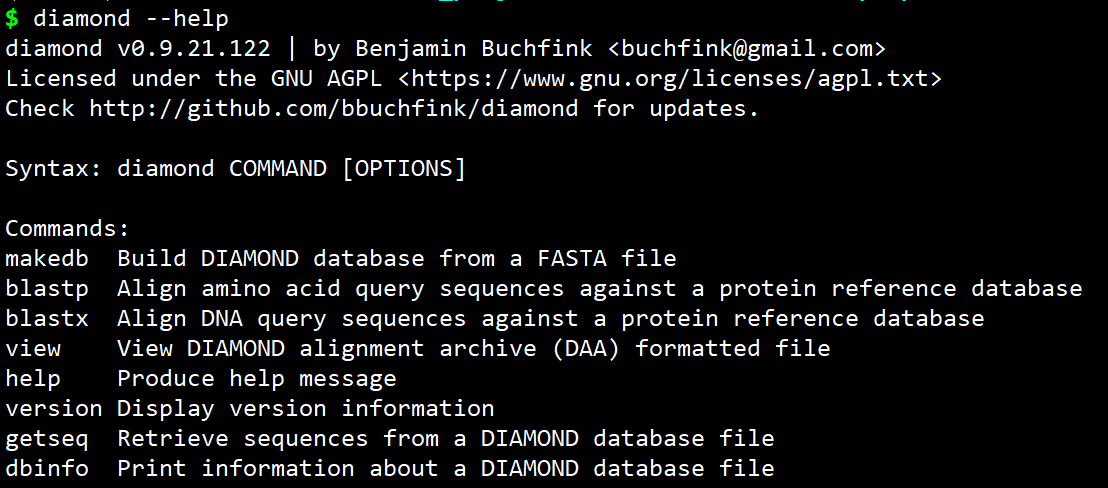 $ diamond --help
diamond v0.9.21.122 | by Benjamin Buchfink <buchfink@gmail.com>
Licensed under the GNU AGPL <https://www.gnu.org/licenses/agpl.txt>
Check http://github.com/bbuchfink/diamond for updates.
Syntax: diamond COMMAND [OPTIONS]
Commands:
makedb  Build DIAMOND database from a FASTA file
blastp  Align amino acid query sequences against a protein reference database
blastx  Align DNA query sequences against a protein reference database
view    View DIAMOND alignment archive (DAA) formatted file
help    Produce help message
version Display version information
getseq  Retrieve sequences from a DIAMOND database file
dbinfo  Print information about a DIAMOND database file